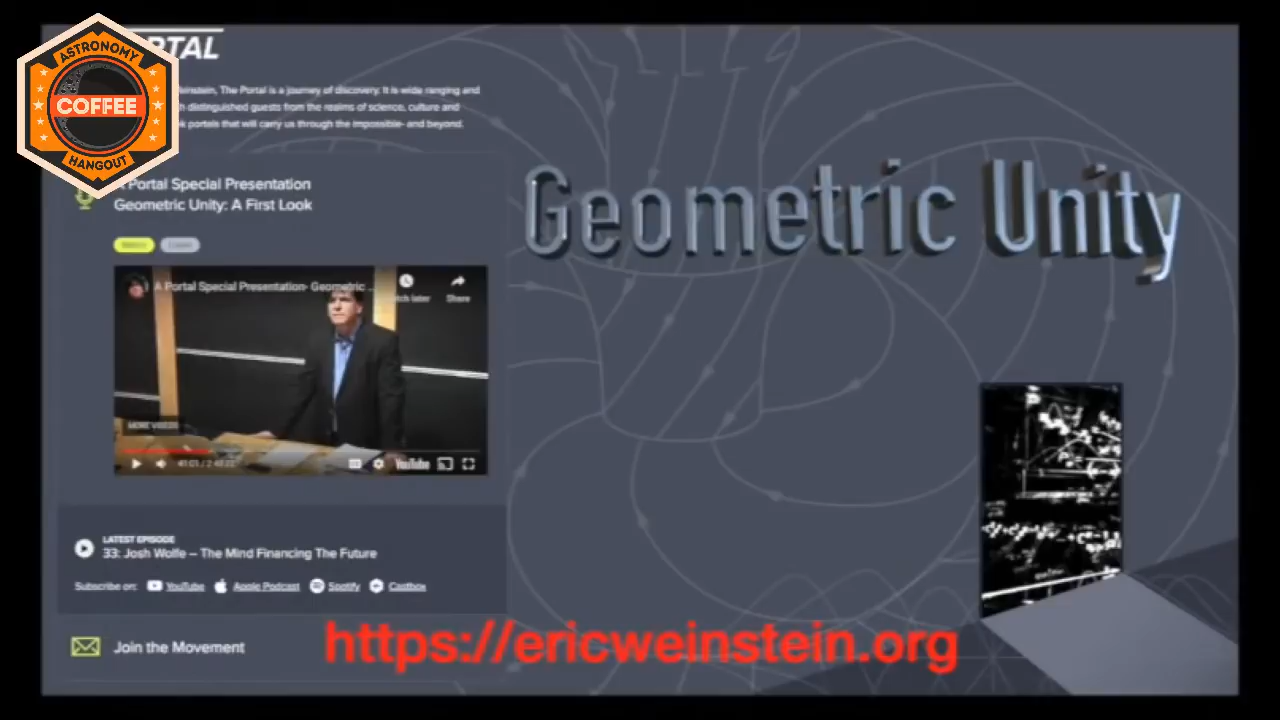 ASTRONOMY
COFFEE
HANGOUT
The Portal is a journey of discovery. It is wide ranging and
distinguished guests from the realms of science, culture and
portals that will carry us through the impossible- and beyond.
A Portal Special Presentation
Geometric Unity: A First Look
Geometric Unity
A Portal Special Presentation- Geometric ...
Share
MORE VIDEOS
YouTube
LATEST EPISODE
33: Josh Wolfe – The Mind Financing The Future
Subscribe on: YouTube Apple Podcast Spotify Castbox
Join the Movement
https://ericweinstein.org